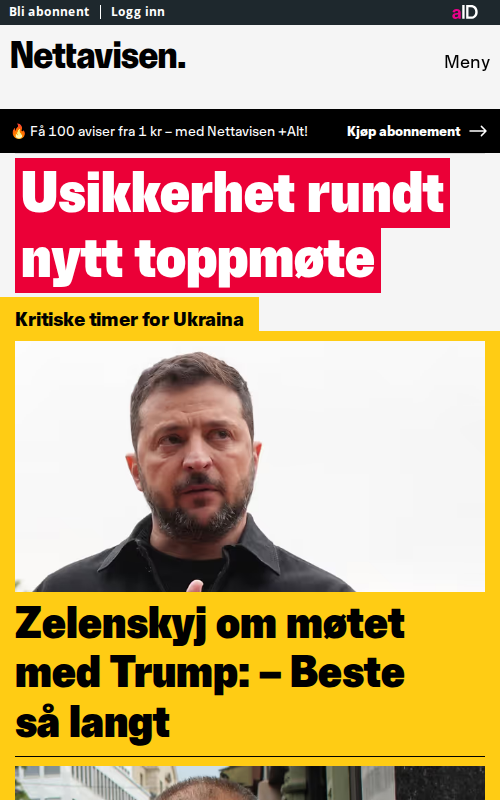 Bli abonnent | Logg inn
aID
Nettavisen.
Meny
🔥 Få 100 aviser fra 1 kr – med Nettavisen +Alt!
Kjøp abonnement →
Usikkerhet rundt
nytt toppmøte
Kritiske timer for Ukraina
Zelenskyj om møtet
med Trump: – Beste
så langt